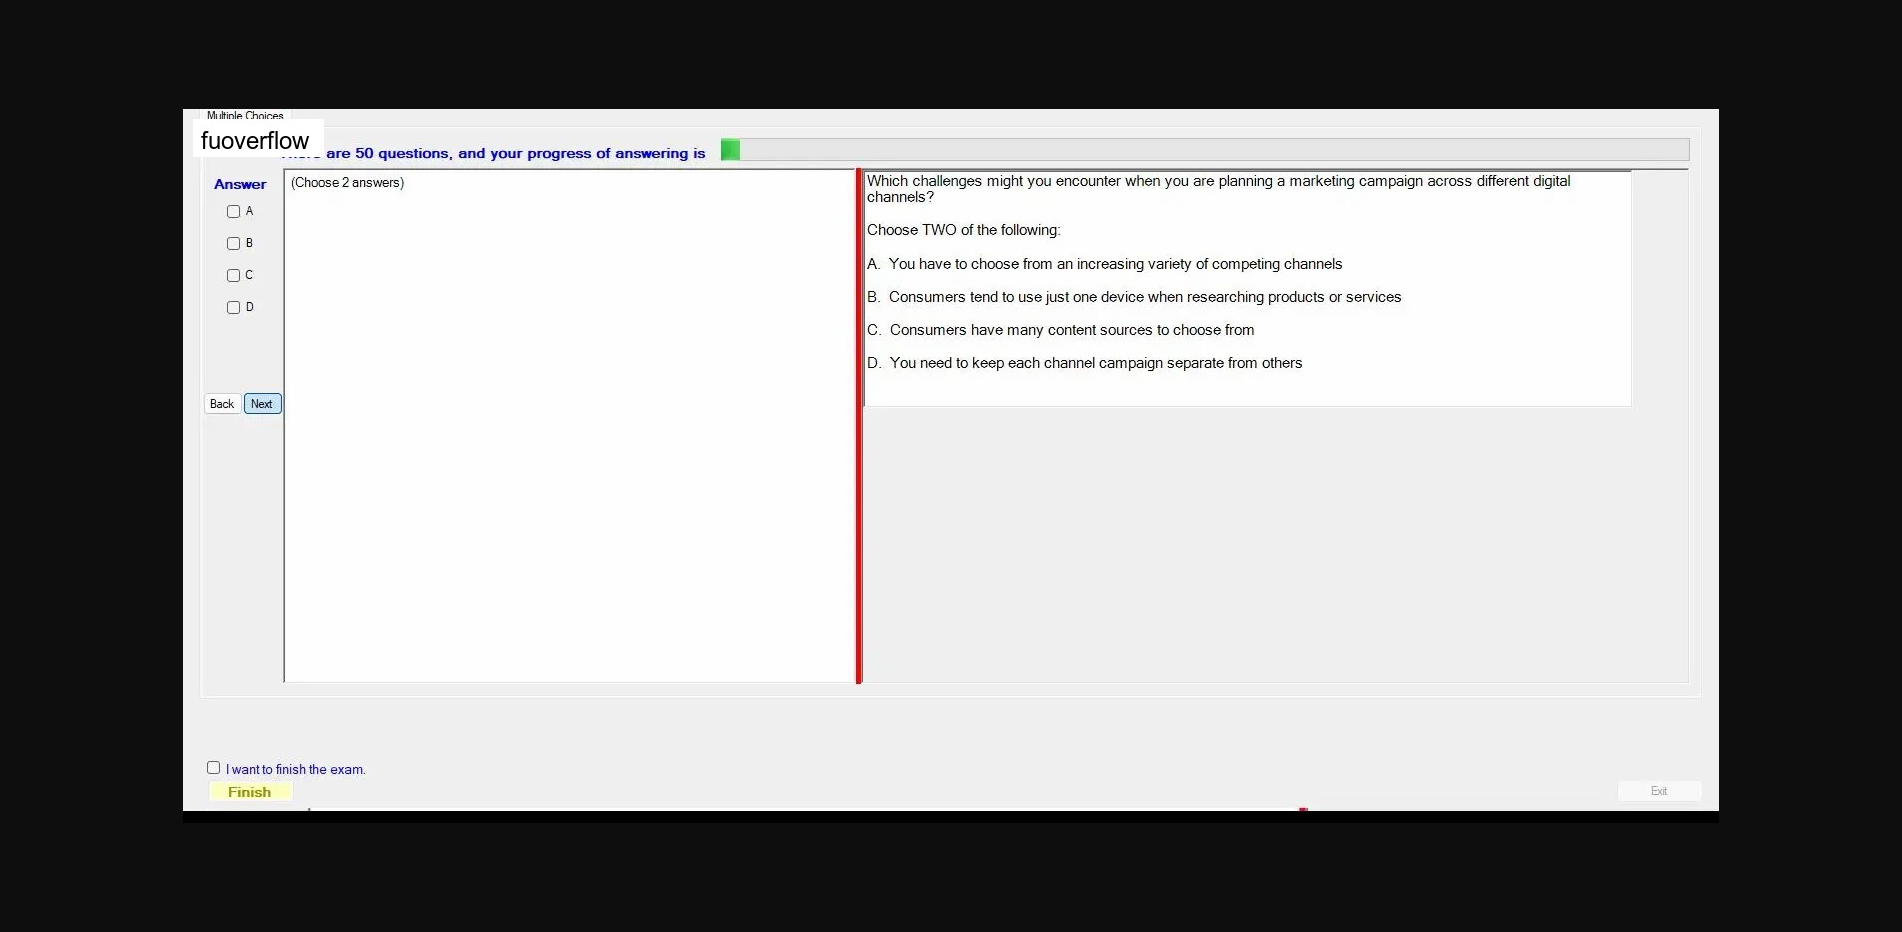 Multiple Choices
fuoverflow
are 50 questions, and your progress of answering is
Answer
A
B
C
D
Back Next
(Choose 2 answers)
Which challenges might you encounter when you are planning a marketing campaign across different digital
channels?
Choose TWO of the following:
A. You have to choose from an increasing variety of competing channels
B. Consumers tend to use just one device when researching products or services
C. Consumers have many content sources to choose from
D. You need to keep each channel campaign separate from others
I want to finish the exam.
Finish
Exit